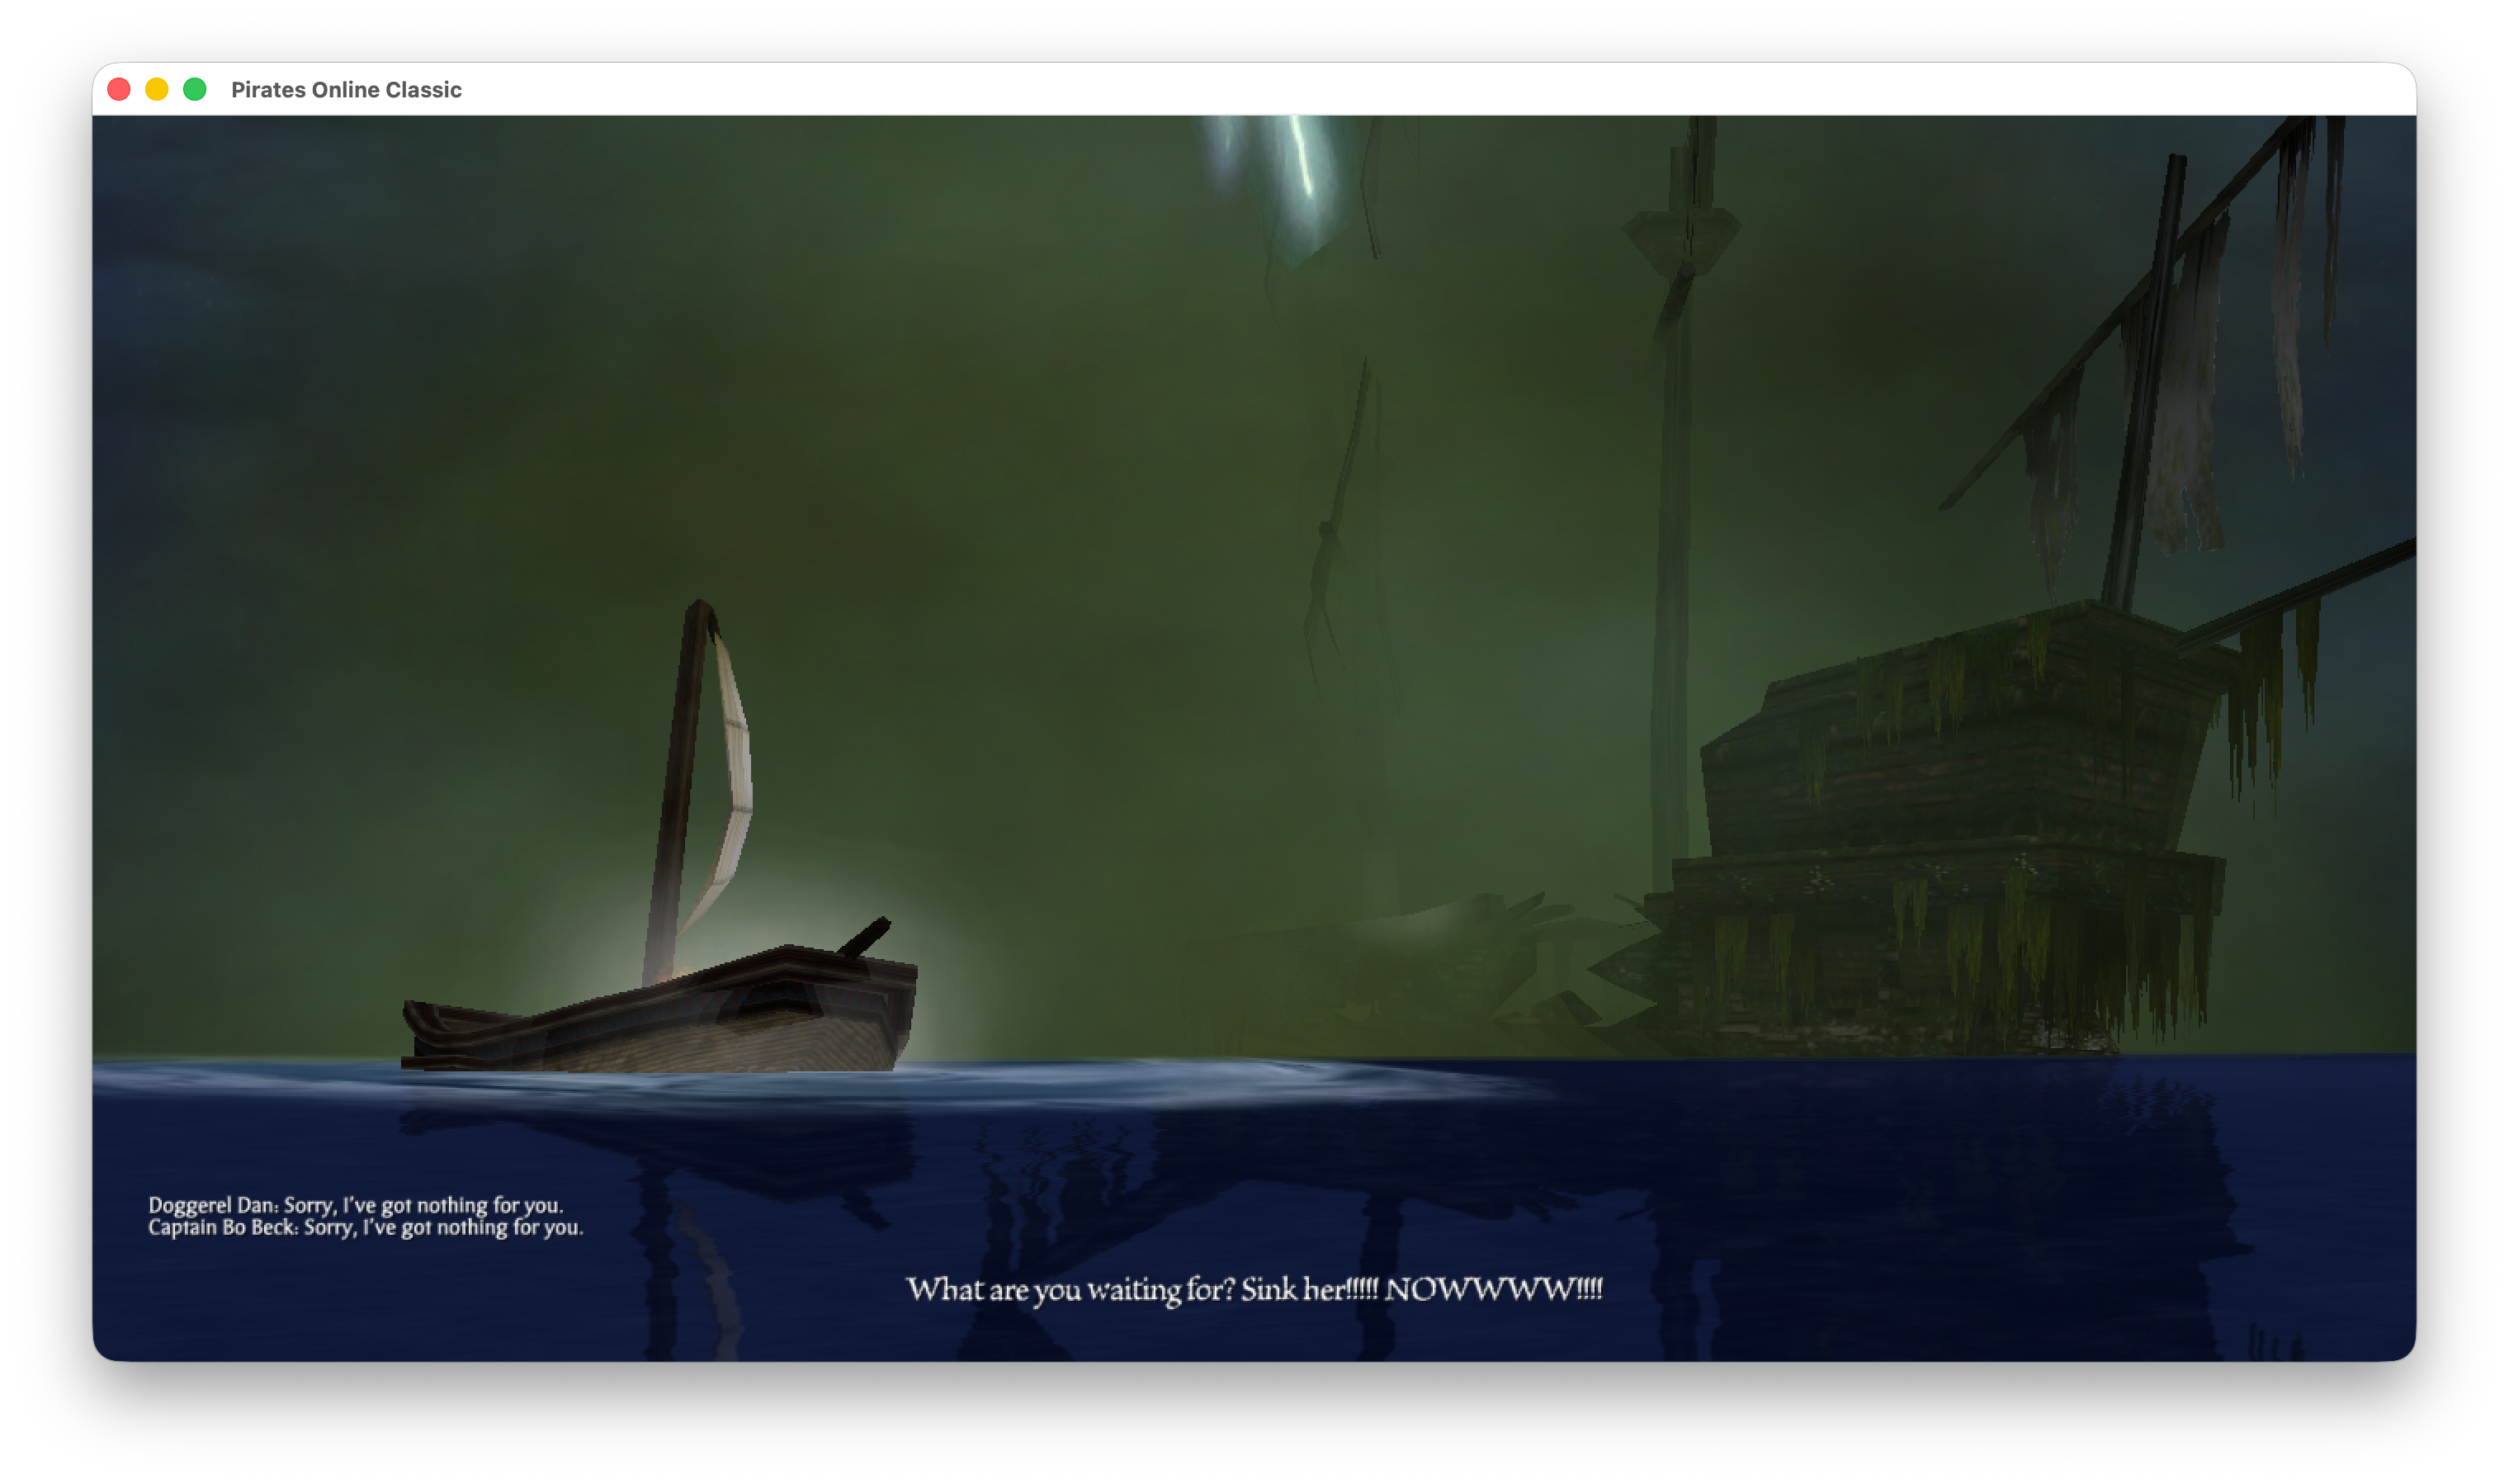 Pirates Online Classic
Doggerel Dan: Sorry, I've got nothing for you.
Captain Bo Beck: Sorry, I've got nothing for you.
What are you waiting for? Sink her!!!!! NOWWWW!!!!